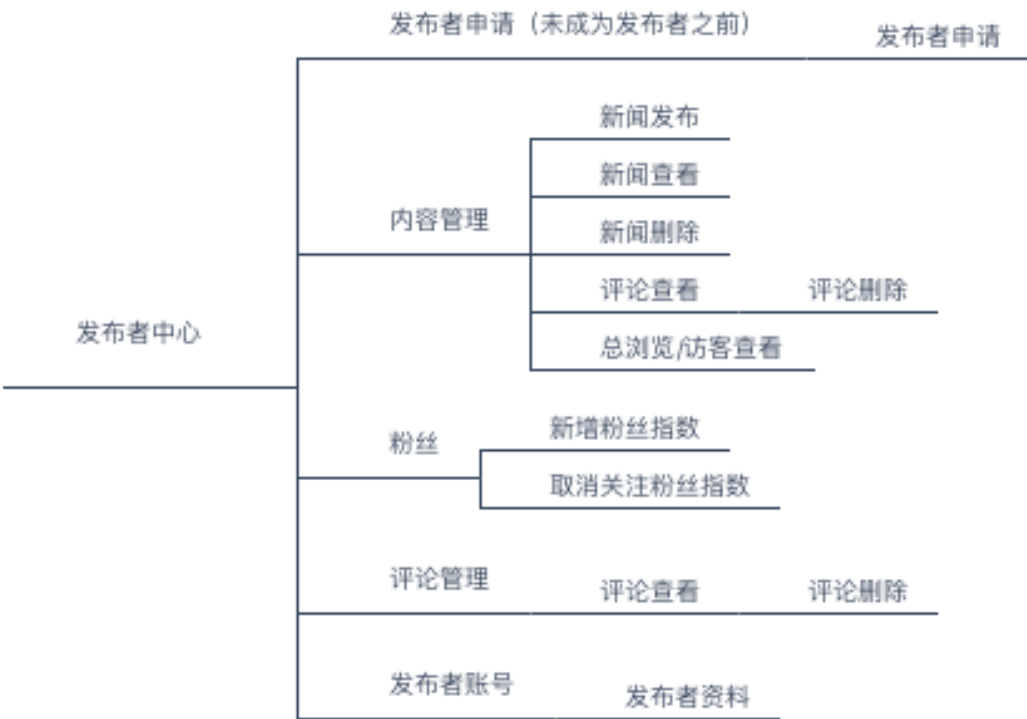 发布者申请（未成为发布者之前）
发布者申请
新闻发布
新闻查看
内容管理
新闻删除
评论查看
评论删除
发布者中心
总浏览/访客查看
新增粉丝指数
粉丝
取消关注粉丝指数
评论管理
评论查看
评论删除
发布者账号
发布者资料